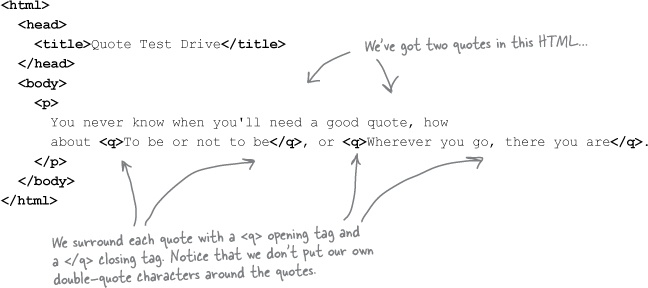 <html>
<head>
<title>Quote Test Drive</title>
We've got two quotes in this HTML...
</head>
<body>
<p>
You never know when you'll need a good quote, how
about <q>To be or not to be</q>, or <q>Wherever you go, there you are</q>.
</p>
</body>
</html>
We surround each quote with a <q> opening tag and
a </q> closing tag. Notice that we don't put our own
double-quote characters around the quotes.